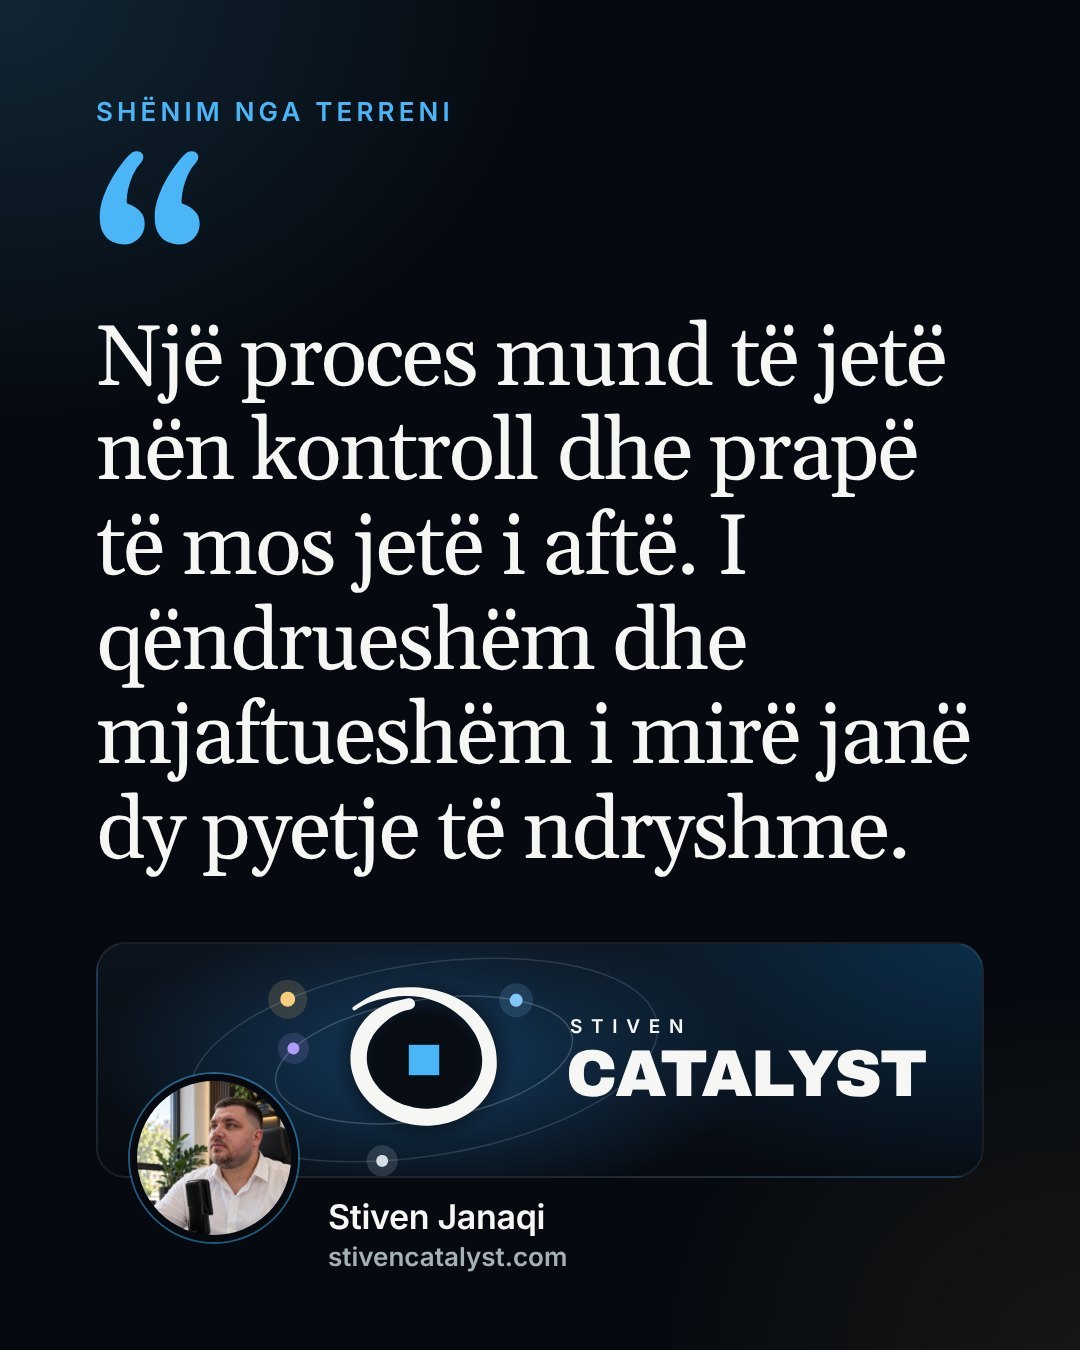 SHËNIM NGA TERRENI
“
Një proces mund të jetë
nën kontroll dhe prapë
të mos jetë i aftë. I
qëndrueshëm dhe
mjaftueshëm i mirë janë
dy pyetje të ndryshme.
STIVEN
CATALYST
Stiven Janaqi
stivencatalyst.com